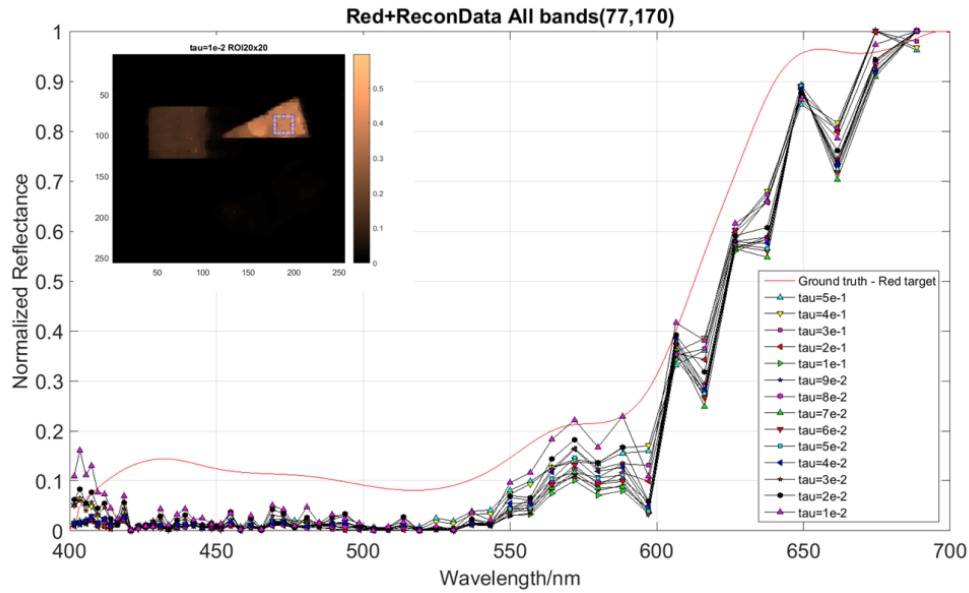 Red+ReconData All bands(77,170)
tau=1e-2 ROI20x20
50
100
150
200
250
50 100 150 200 250
0.5
0.4
0.3
0.2
0.1
0
1
0.9
0.8
0.7
0.6
0.5
0.4
0.3
0.2
0.1
0
Normalized Reflectance
400 450 500 550 600 650 700
Wavelength/nm
Ground truth - Red target
tau=5e-1
tau=4e-1
tau=3e-1
tau=2e-1
tau=1e-1
tau=9e-2
tau=8e-2
tau=7e-2
tau=6e-2
tau=5e-2
tau=4e-2
tau=3e-2
tau=2e-2
tau=1e-2